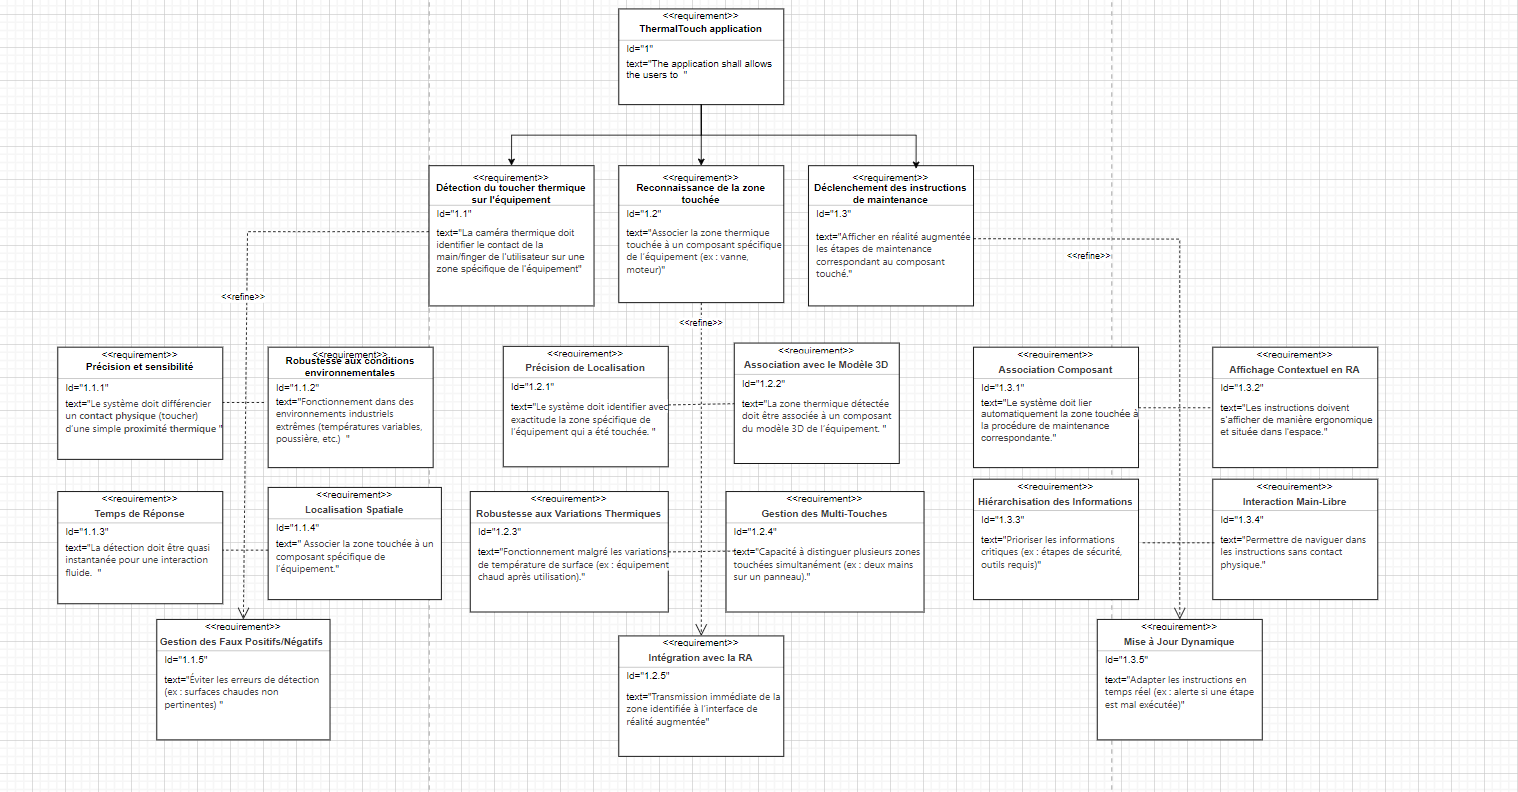 <<requirement>>
ThermalTouch application
Id="1"
text="The application shall allows
the users to  "
<<requirement>>
Détection du toucher thermique
sur l'équipement
Id="1.1"
text="La caméra thermique doit
identifier le contact de la
main/finger de l'utilisateur sur une
zone spécifique de l'équipement"
<<requirement>>
Reconnaissance de la zone
touchée
Id="1.2"
text="Associer la zone thermique
touchée à un composant spécifique
de l'équipement (ex : vanne,
moteur)"
<<requirement>>
Déclenchement des instructions
de maintenance
Id="1.3"
text="Afficher en réalité augmentée
les étapes de maintenance
correspondant au composant
touché."
<<refine>>
<<refine>>
<<refine>>
<<requirement>>
Précision et sensibilité
Id="1.1.1"
text="Le système doit différencier
un contact physique (toucher)
d'une simple proximité thermique "
<<requirement>>
Robustesse aux conditions
environnementales
Id="1.1.2"
text="Fonctionnement dans des
environnements industriels
extrêmes (températures variables,
poussière, etc.)  "
<<requirement>>
Précision de Localisation
Id="1.2.1"
text="Le système doit identifier avec
exactitude la zone spécifique de
l'équipement qui a été touchée. "
<<requirement>>
Association avec le Modèle 3D
Id="1.2.2"
text="La zone thermique détectée
doit être associée à un composant
du modèle 3D de l'équipement. "
<<requirement>>
Association Composant
Id="1.3.1"
text="Le système doit lier
automatiquement la zone touchée à
la procédure de maintenance
correspondante."
<<requirement>>
Affichage Contextuel en RA
Id="1.3.2"
text="Les instructions doivent
s'afficher de manière ergonomique
et située dans l'espace."
<<requirement>>
Temps de Réponse
Id="1.1.3"
text="La détection doit être quasi
instantanée pour une interaction
fluide.  "
<<requirement>>
Localisation Spatiale
Id="1.1.4"
text=" Associer la zone touchée à un
composant spécifique de
l'équipement."
<<requirement>>
Robustesse aux Variations Thermiques
Id="1.2.3"
text="Fonctionnement malgré les variations
de température de surface (ex : équipement
chaud après utilisation)."
<<requirement>>
Gestion des Multi-Touches
Id="1.2.4"
text="Capacité à distinguer plusieurs zones
touchées simultanément (ex : deux mains
sur un panneau)."
<<requirement>>
Hiérarchisation des Informations
Id="1.3.3"
text="Prioriser les informations
critiques (ex : étapes de sécurité,
outils requis)"
<<requirement>>
Interaction Main-Libre
Id="1.3.4"
text="Permettre de naviguer dans
les instructions sans contact
physique."
<<requirement>>
Gestion des Faux Positifs/Négatifs
Id="1.1.5"
text="Éviter les erreurs de détection
(ex : surfaces chaudes non
pertinentes) "
<<requirement>>
Intégration avec la RA
Id="1.2.5"
text="Transmission immédiate de la
zone identifiée à l'interface de
réalité augmentée"
<<requirement>>
Mise à Jour Dynamique
Id="1.3.5"
text="Adapter les instructions en
temps réel (ex : alerte si une étape
est mal exécutée)"